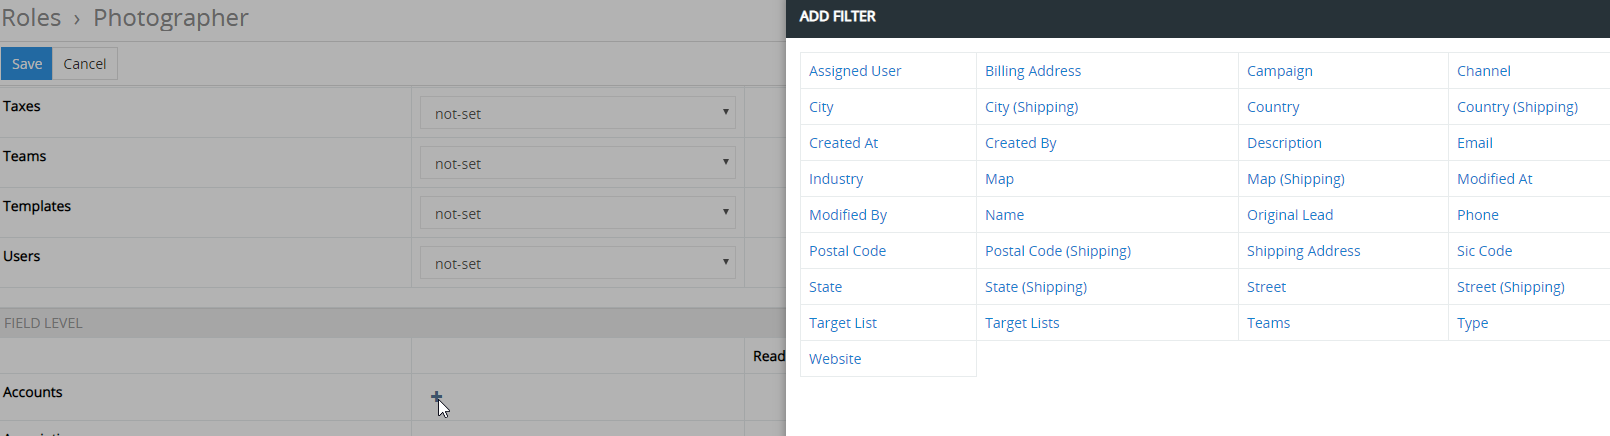 Roles › Photographer
Save Cancel
Taxes not-set
Teams not-set
Templates not-set
Users not-set
FIELD LEVEL
Read
Accounts
ADD FILTER
Assigned User Billing Address Campaign Channel
City City (Shipping) Country Country (Shipping)
Created At Created By Description Email
Industry Map Map (Shipping) Modified At
Modified By Name Original Lead Phone
Postal Code Postal Code (Shipping) Shipping Address Sic Code
State State (Shipping) Street Street (Shipping)
Target List Target Lists Teams Type
Website